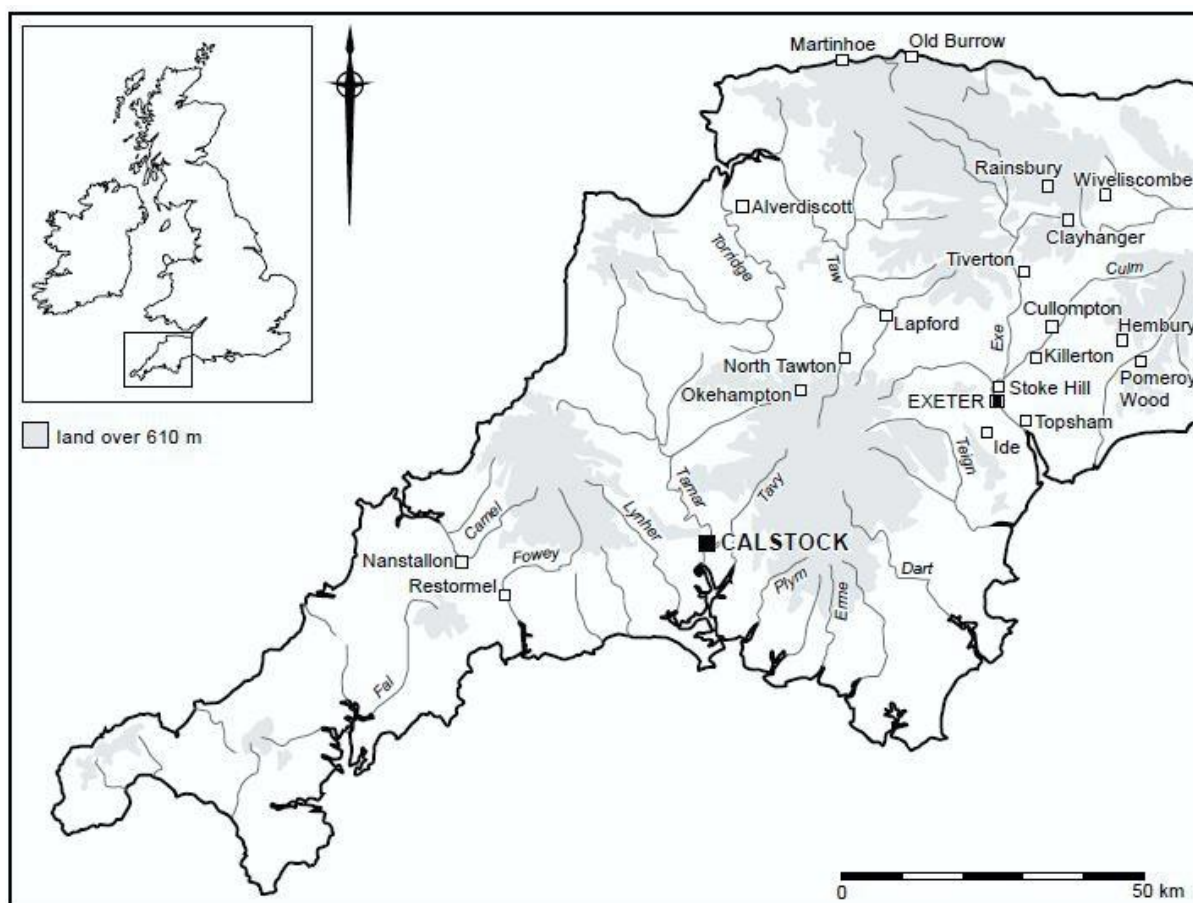 Martinhoe
Old Burrow
Rainsbury
Wiveliscombe
Alverdiscott
Clayhanger
Torridge
Taw
Tiverton
Culm
Cullompton
Lapford
Exe
Hembury
North Tawton
Killerton
Okehampton
Stoke Hill
Pomeroy
Wood
EXETER
Topsham
land over 610 m
Ide
Teign
Tamar
Tavy
Camel
Lynher
CALSTOCK
Nanstallon
Fowey
Restormel
Plym
Erme
Dart
Fal
0
50 km